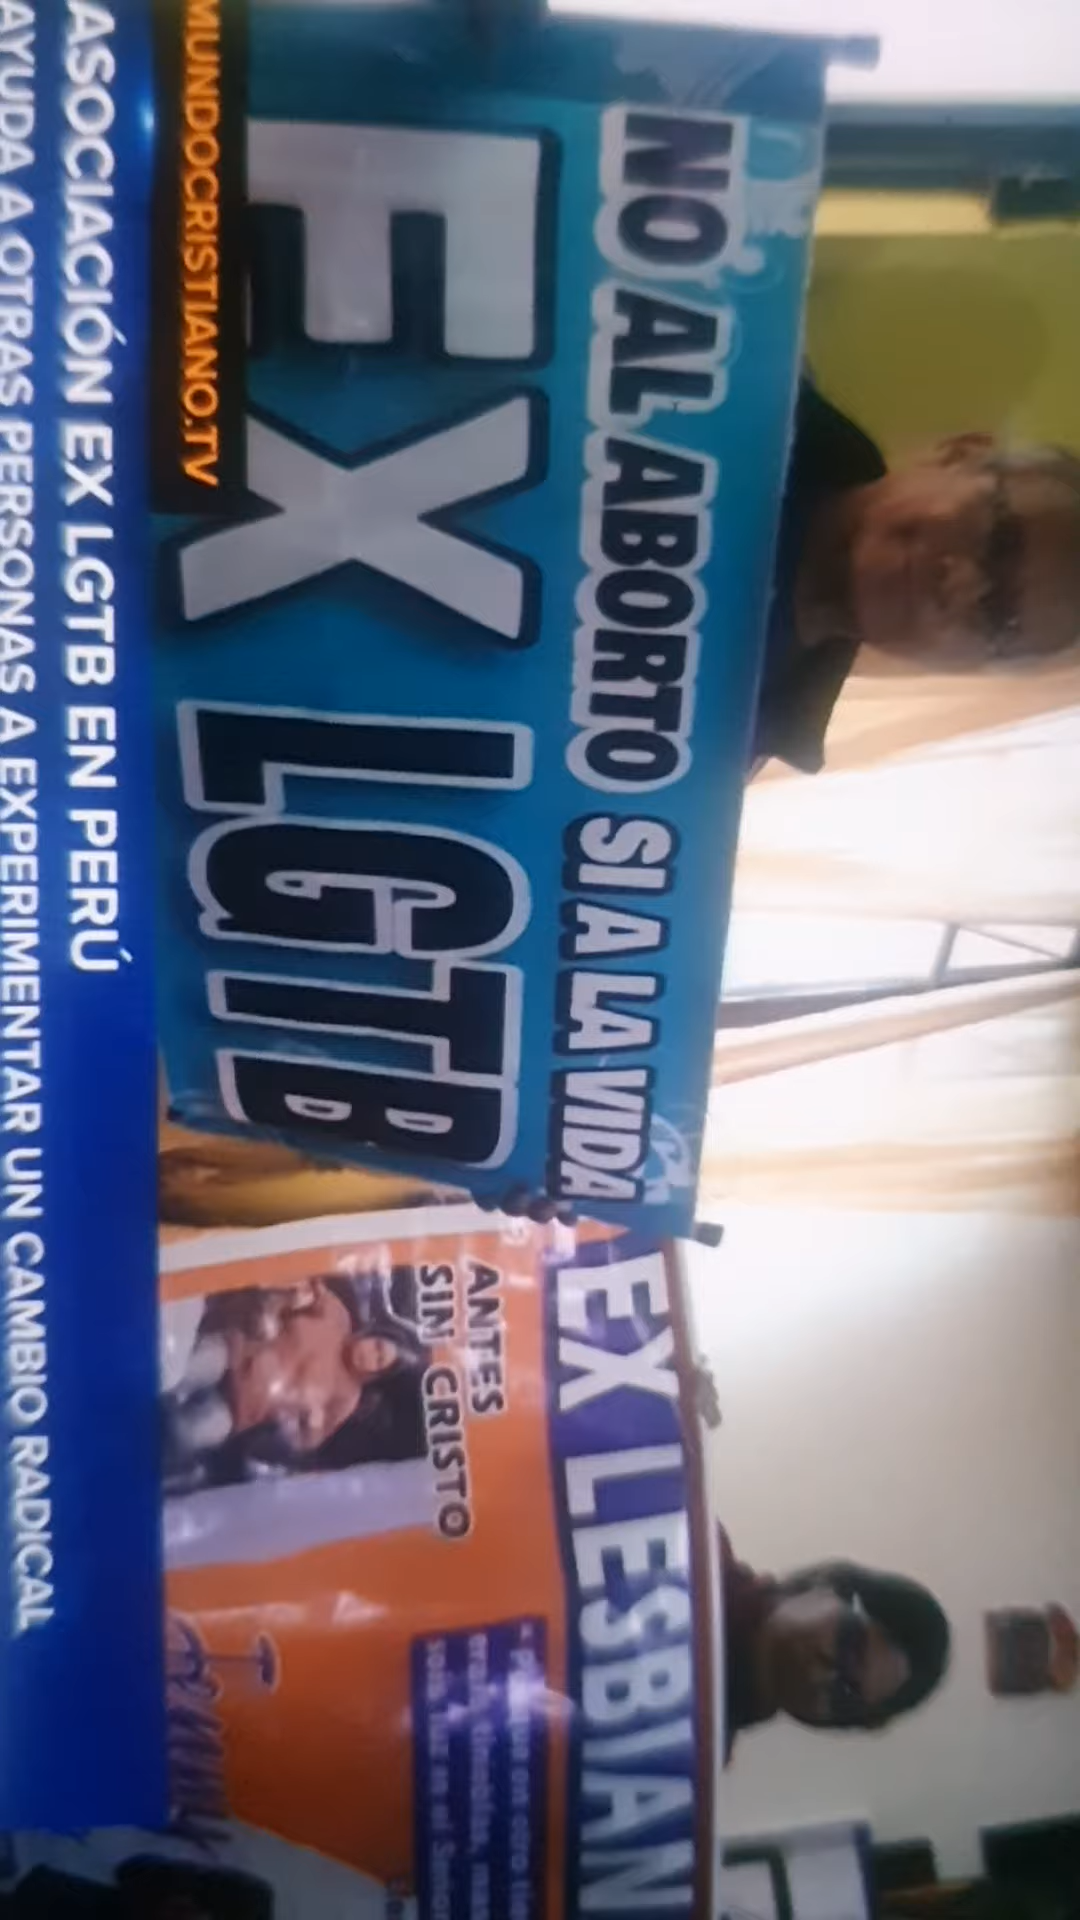 NO AL ABORTO SI A LA VIDA
EX LGTB
EX LESBIAN
ANTES
SIN CRISTO
MUNDOCRISTIANO.TV
ASOCIACIÓN EX LGTB EN PERÚ
AYUDA A OTRAS PERSONAS A EXPERIMENTAR UN CAMBIO RADICAL